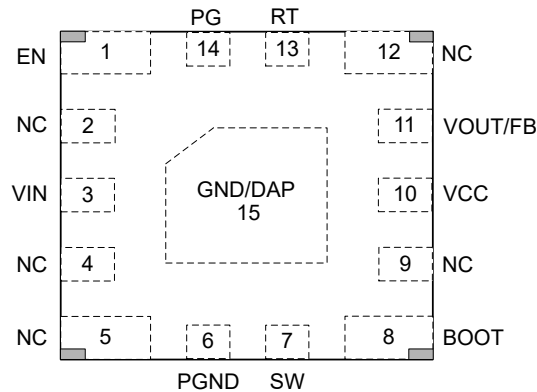 PG RT
EN 1 14 13 12 NC
NC 2 11 VOUT/FB
VIN 3 GND/DAP 10 VCC
15
NC 4 9 NC
NC 5 6 7 8 BOOT
PGND SW